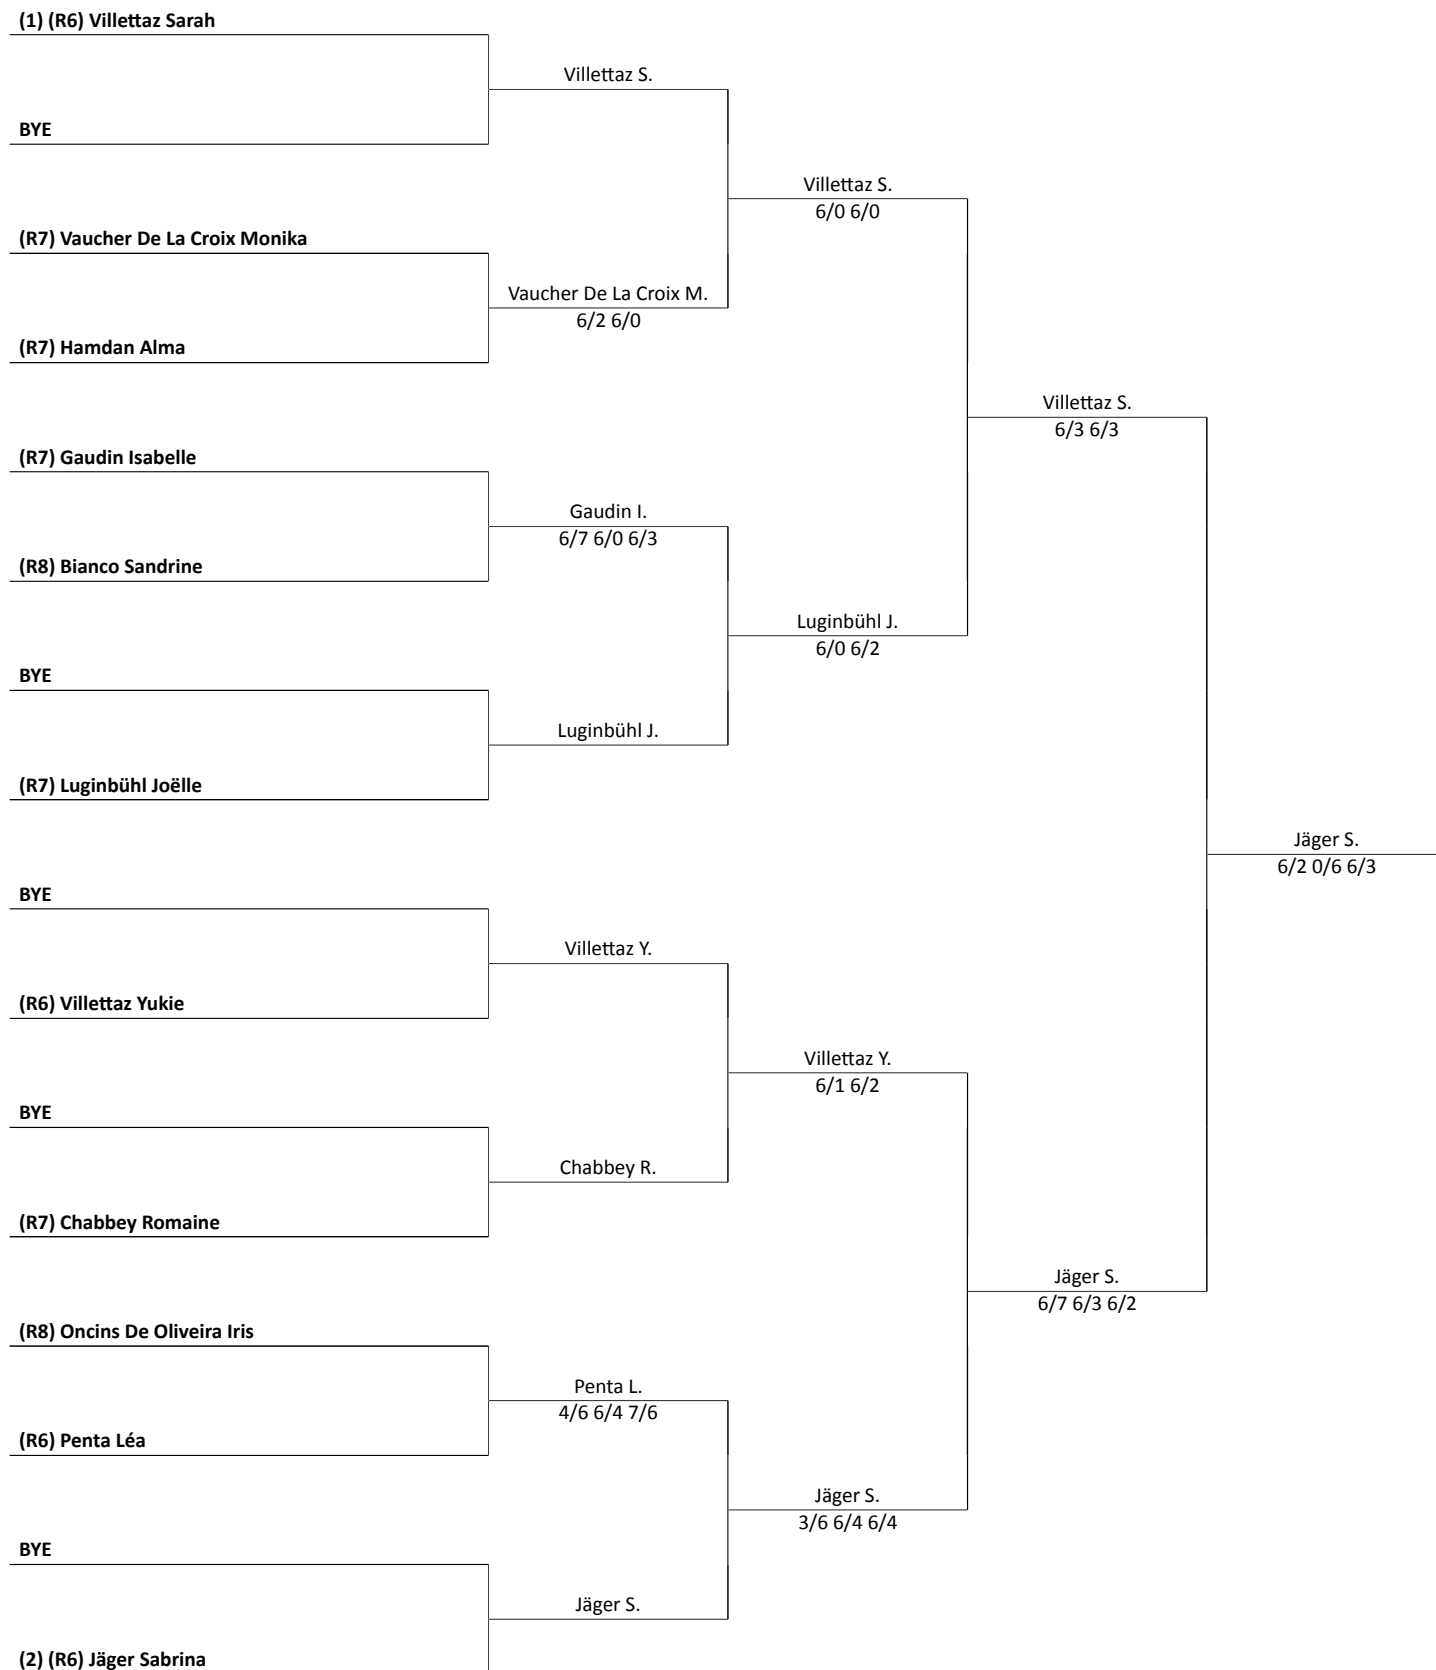 (1) (R6) Villettaz Sarah
Villettaz S.
BYE
Villettaz S.
6/0 6/0
(R7) Vaucher De La Croix Monika
Vaucher De La Croix M.
6/2 6/0
(R7) Hamdan Alma
Villettaz S.
6/3 6/3
(R7) Gaudin Isabelle
Gaudin I.
6/7 6/0 6/3
(R8) Bianco Sandrine
Luginbühl J.
6/0 6/2
BYE
Luginbühl J.
(R7) Luginbühl Joëlle
Jäger S.
6/2 0/6 6/3
BYE
Villettaz Y.
(R6) Villettaz Yukie
Villettaz Y.
6/1 6/2
BYE
Chabbey R.
(R7) Chabbey Romaine
Jäger S.
6/7 6/3 6/2
(R8) Oncins De Oliveira Iris
Penta L.
4/6 6/4 7/6
(R6) Penta Léa
Jäger S.
3/6 6/4 6/4
BYE
Jäger S.
(2) (R6) Jäger Sabrina